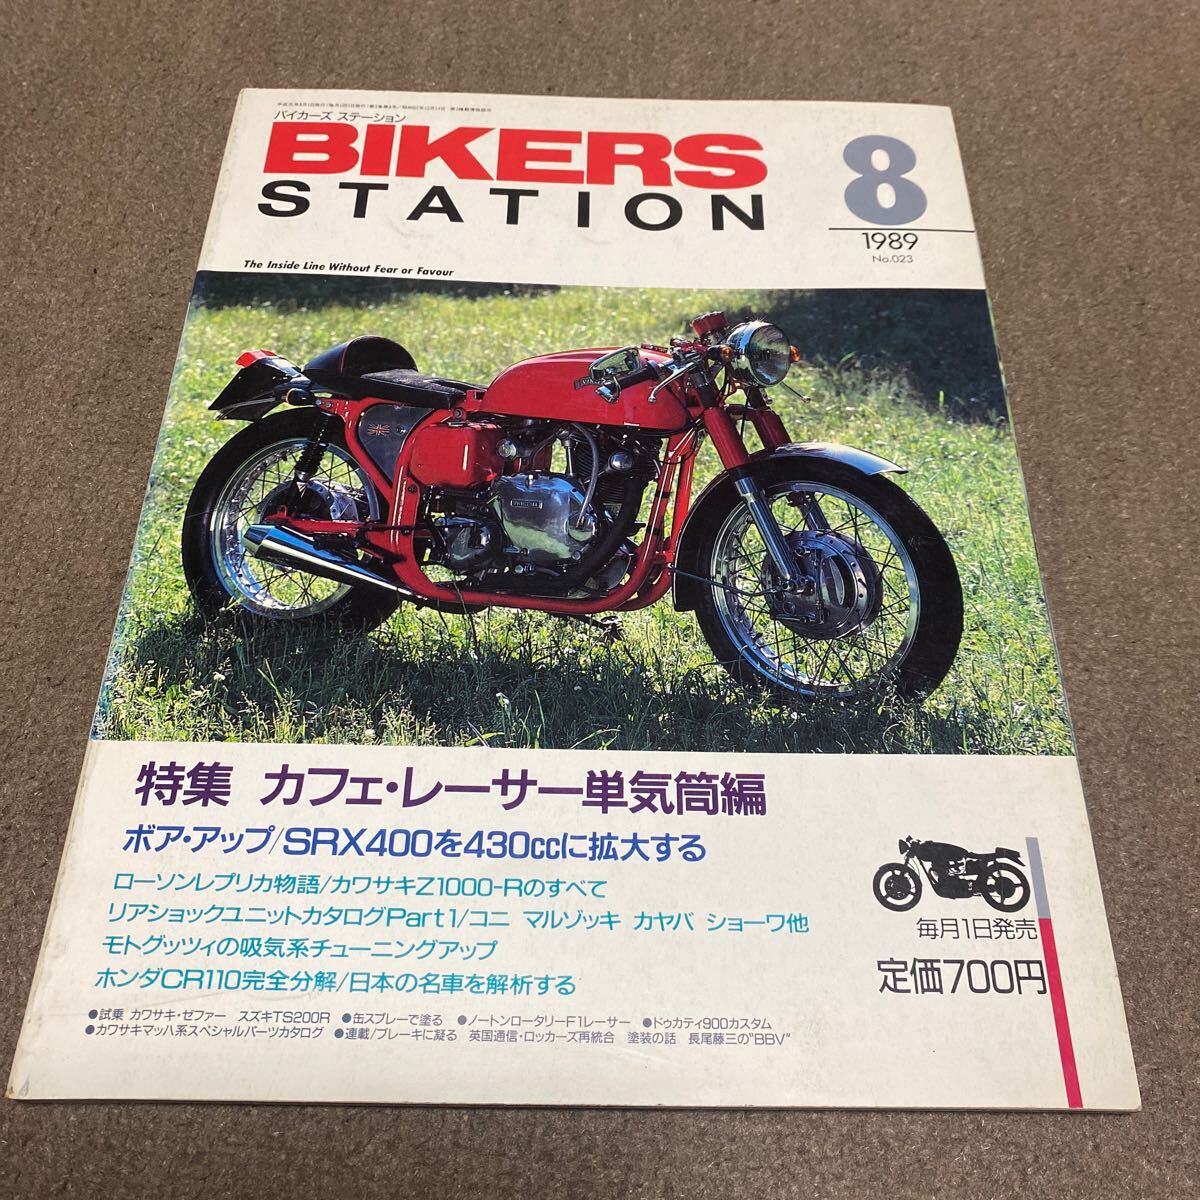 バイカーズ ステーション
BIKERS
STATION
8
1989
No.023
The Inside Line Without Fear or Favour
特集 カフェ・レーサー単気筒編
ボア・アップ/SRX400を430ccに拡大する
ローソンレプリカ物語/カワサキZ1000-Rのすべて
リアショックユニットカタログPart1/コニ マルゾッキ カヤバ ショーワ他
モトグッツィの吸気系チューニングアップ
ホンダCR110完全分解/日本の名車を解析する
毎月1日発売
定価700円
●試乗 カワサキ・ゼファー スズキTS200R ●缶スプレーで塗る ●ノートンロータリーF1レーサー ●ドゥカティ900カスタム
●カワサキマッハ系スペシャルパーツカタログ ●連載/ブレーキに凝る 英国通信・ロッカーズ再統合 塗装の話 長尾藤三の"BBV"